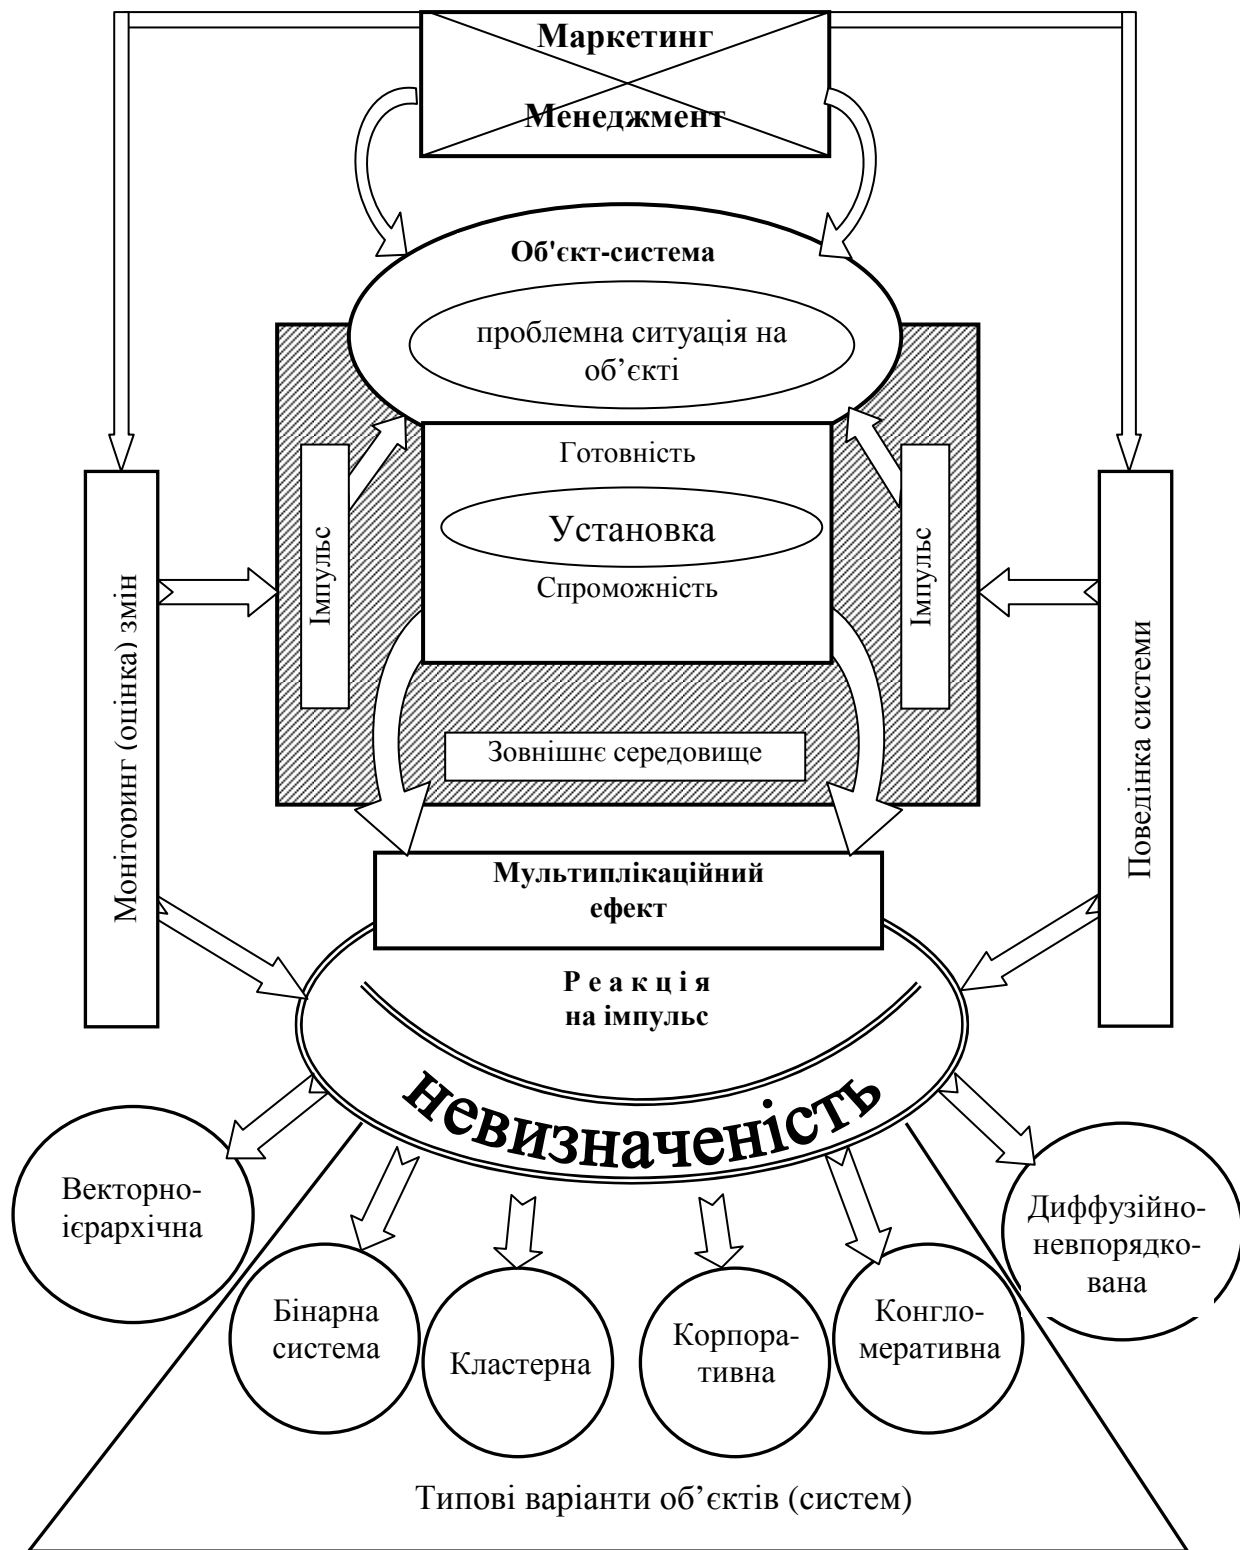 Маркетинг
Менеджмент
Об'єкт-система
проблемна ситуація на
об’єкті
Готовність
Установка
Спроможність
Імпульс
Імпульс
Моніторинг (оцінка) змін
Поведінка системи
Зовнішнє середовище
Мультиплікаційний
ефект
Р е а к ц і я
на імпульс
невизначеність
Векторно-
ієрархічна
Бінарна
система
Кластерна
Корпора-
тивна
Конгло-
меративна
Диффузійно-
невпорядко-
вана
Типові варіанти об’єктів (систем)